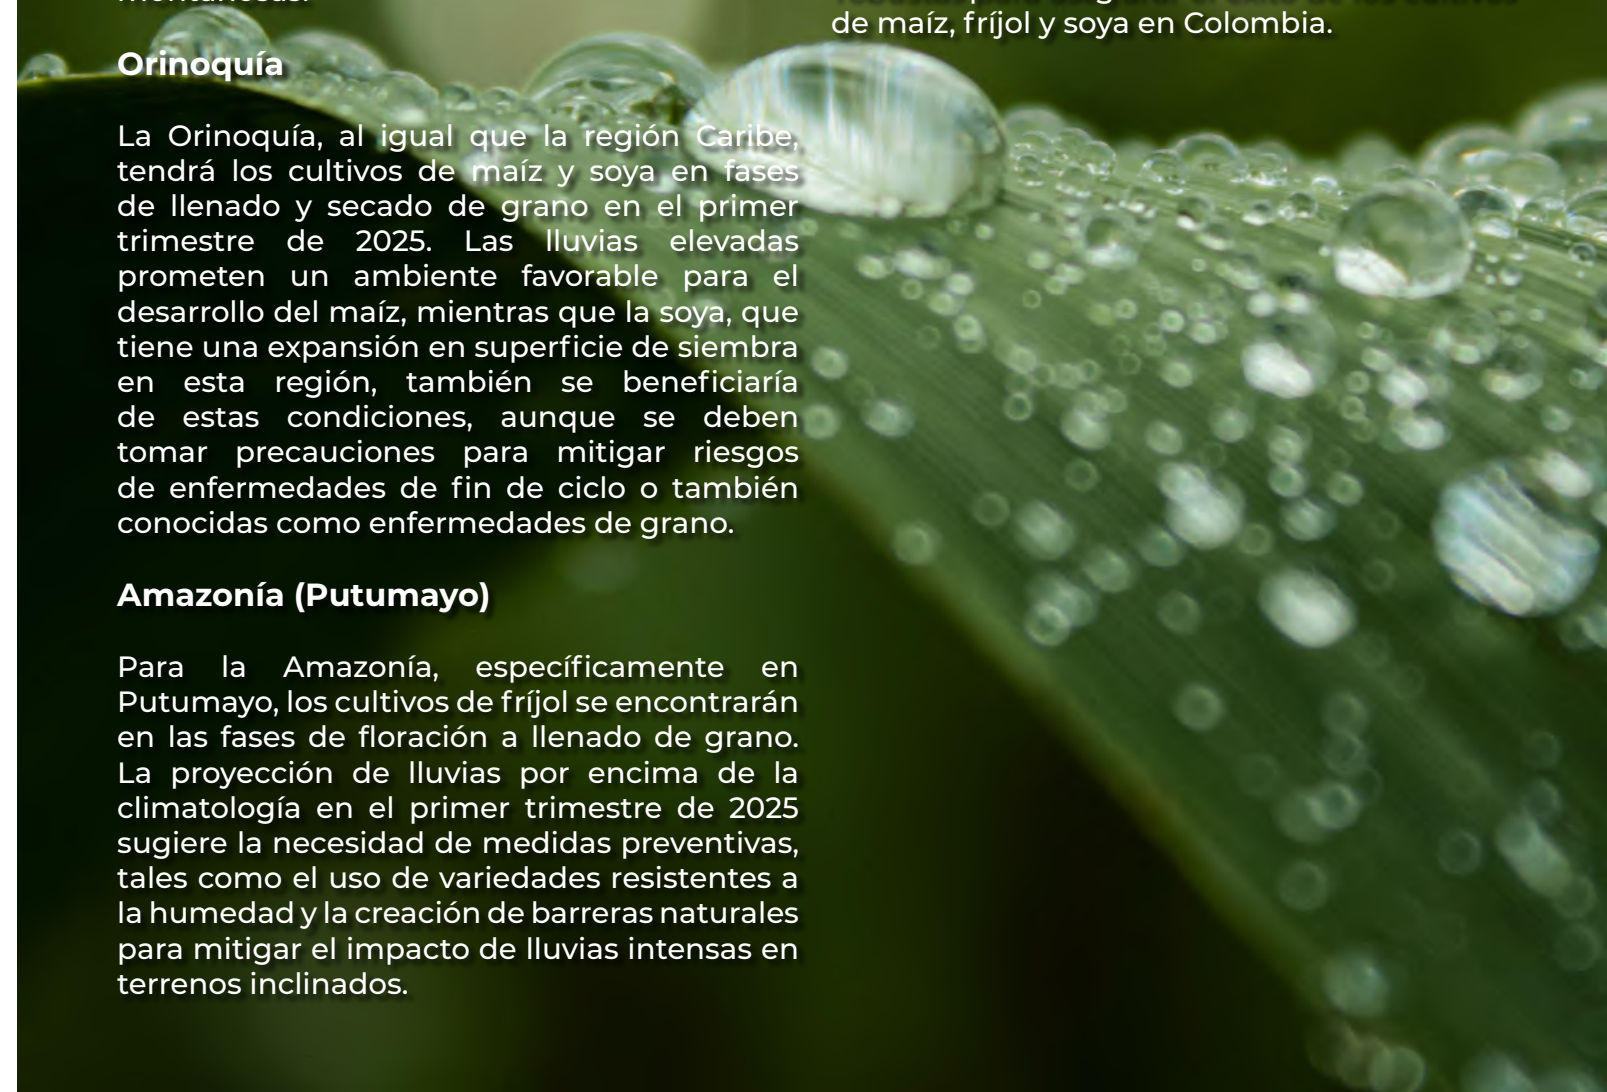 Orinoquía
La Orinoquía, al igual que la región Caribe,
tendrá los cultivos de maíz y soya en fases
de llenado y secado de grano en el primer
trimestre de 2025. Las lluvias elevadas
prometen un ambiente favorable para el
desarrollo del maíz, mientras que la soya, que
tiene una expansión en superficie de siembra
en esta región, también se beneficiaría
de estas condiciones, aunque se deben
tomar precauciones para mitigar riesgos
de enfermedades de fin de ciclo o también
conocidas como enfermedades de grano.
Amazonía (Putumayo)
Para la Amazonía, específicamente en
Putumayo, los cultivos de fríjol se encontrarán
en las fases de floración a llenado de grano.
La proyección de lluvias por encima de la
climatología en el primer trimestre de 2025
sugiere la necesidad de medidas preventivas,
tales como el uso de variedades resistentes a
la humedad y la creación de barreras naturales
para mitigar el impacto de lluvias intensas en
terrenos inclinados.
de maíz, fríjol y soya en Colombia.